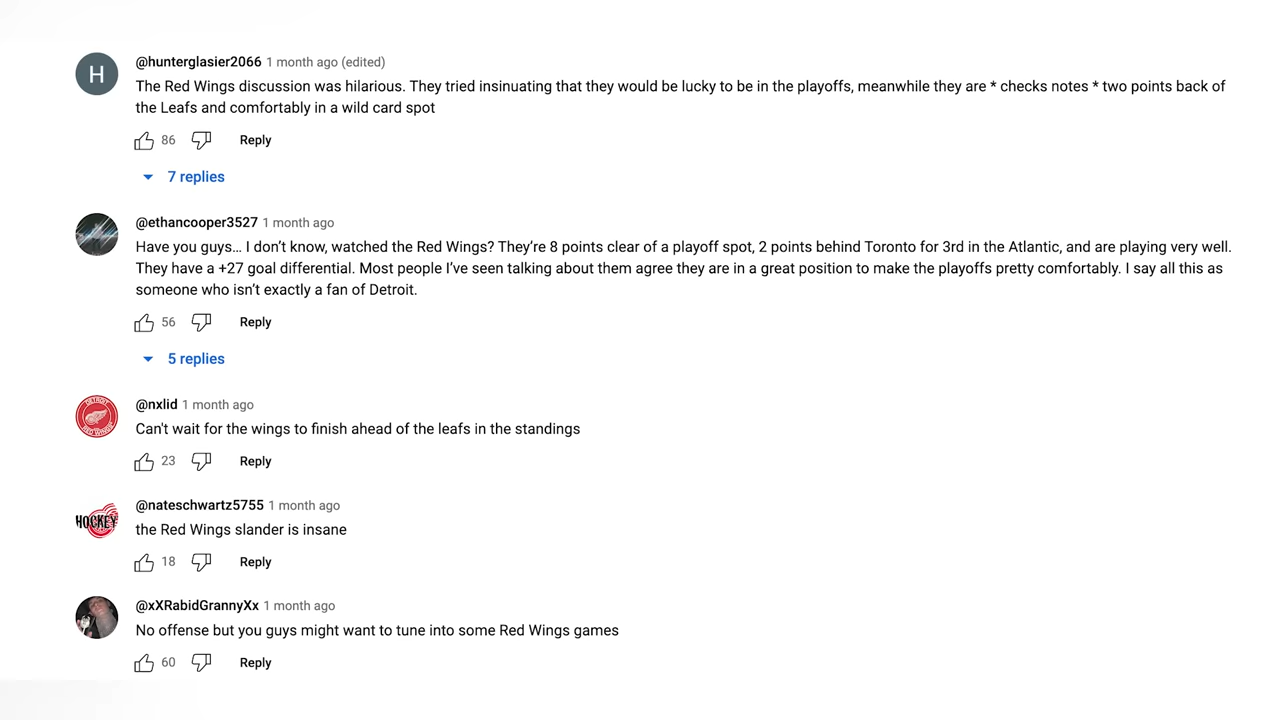 H
@hunterglasier2066 1 month ago (edited)
The Red Wings discussion was hilarious. They tried insinuating that they would be lucky to be in the playoffs, meanwhile they are * checks notes * two points back of
the Leafs and comfortably in a wild card spot
86 Reply
7 replies
@ethancooper3527 1 month ago
Have you guys… I don’t know, watched the Red Wings? They’re 8 points clear of a playoff spot, 2 points behind Toronto for 3rd in the Atlantic, and are playing very well.
They have a +27 goal differential. Most people I’ve seen talking about them agree they are in a great position to make the playoffs pretty comfortably. I say all this as
someone who isn’t exactly a fan of Detroit.
56 Reply
5 replies
DETROIT
RED WINGS
@nxlid 1 month ago
Can't wait for the wings to finish ahead of the leafs in the standings
23 Reply
HOCKEY
@nateschwartz5755 1 month ago
the Red Wings slander is insane
18 Reply
@xXRabidGrannyXx 1 month ago
No offense but you guys might want to tune into some Red Wings games
60 Reply